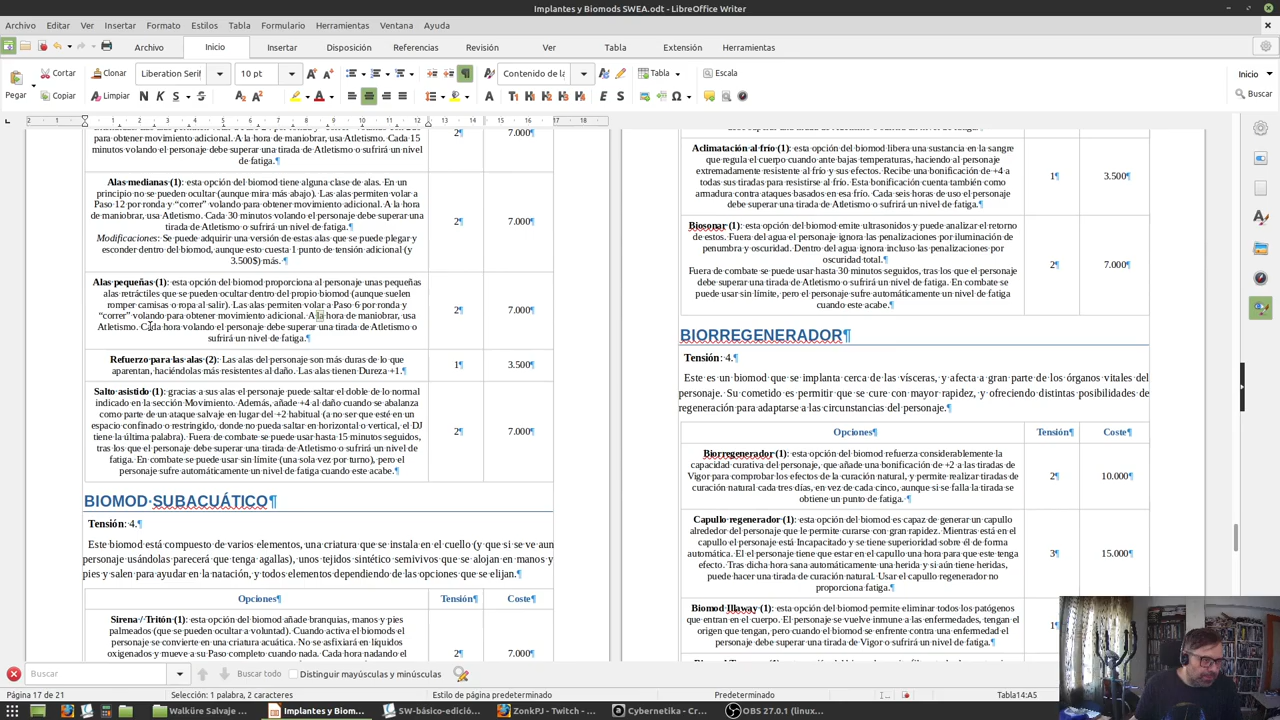 Implantes y Biomods SWEA.odt - LibreOffice Writer
Archivo Editar Ver Insertar Formato Estilos Tabla Formulario Herramientas Ventana Ayuda
Archivo Inicio Insertar Disposición Referencias Revisión Ver Tabla Extensión Herramientas
Cortar Clonar Liberation Serif 10 pt Contenido de la Tabla Escala Inicio
Pegar Copiar Limpiar Buscar
para obtener movimiento adicional. A la hora de maniobrar, usa Atletismo. Cada 15
minutos volando el personaje debe superar una tirada de Atletismo o sufrirá un nivel
de fatiga.¶
2¶ 7.000¶
Alas medianas (1): esta opción del biomod tiene alguna clase de alas. En un
principio no se pueden ocultar (aunque mira más abajo). Las alas permiten volar a
Paso 12 por ronda y “correr” volando para obtener movimiento adicional. A la hora
de maniobrar, usa Atletismo. Cada 30 minutos volando el personaje debe superar una
tirada de Atletismo o sufrirá un nivel de fatiga.¶
Modificaciones: Se puede adquirir una versión de estas alas que se puede plegar y
esconder dentro del biomod, aunque esto cuesta 1 punto de tensión adicional (y
3.500$) más.¶
2¶ 7.000¶
Alas pequeñas (1): esta opción del biomod proporciona al personaje unas pequeñas
alas retráctiles que se pueden ocultar dentro del propio biomod (aunque suelen
romper camisas o ropa al salir). Las alas permiten volar a Paso 6 por ronda y
“correr” volando para obtener movimiento adicional. A la hora de maniobrar, usa
Atletismo. Cada hora volando el personaje debe superar una tirada de Atletismo o
sufrirá un nivel de fatiga.¶
2¶ 7.000¶
Refuerzo para las alas (2): Las alas del personaje son más duras de lo que
aparentan, haciéndolas más resistentes al daño. Las alas tienen Dureza +1.¶
1¶ 3.500¶
Salto asistido (1): gracias a sus alas el personaje puede saltar el doble de lo normal
indicado en la sección Movimiento. Además, añade +4 al daño cuando se abalanza
como parte de un ataque salvaje en lugar del +2 habitual (a no ser que esté en un
espacio confinado o restringido, donde no pueda saltar en horizontal o vertical, el DJ
tiene la última palabra). Fuera de combate se puede usar hasta 15 minutos seguidos,
tras los que el personaje debe superar una tirada de Atletismo o sufrirá un nivel de
fatiga. En combate se puede usar sin límite (una sola vez por turno), pero el
personaje sufre automáticamente un nivel de fatiga cuando este acabe.¶
2¶ 7.000¶
BIOMOD SUBACUÁTICO¶
Tensión: 4.¶
Este biomod está compuesto de varios elementos, una criatura que se instala en el cuello (y que si se ve aun
personaje usándolas parecerá que tenga agallas), unos tejidos sintético semivivos que se alojan en manos y
pies y salen para ayudar en la natación, y todos elementos dependiendo de las opciones que se elijan.¶
Opciones¶ Tensión¶ Coste¶
Sirena / Tritón (1): esta opción del biomod añade branquias, manos y pies
palmeados (que se pueden ocultar a voluntad). Cuando activa el biomods el
personaje se convierte en una criatura acuática. No se asfixiará en líquidos
oxigenados y mueve a su Paso completo cuando nada. Cada hora nadando el
2¶ 7.000¶
Aclimatación al frío (1): esta opción del biomod libera una sustancia en la sangre
que regula el cuerpo cuando ante bajas temperaturas, haciendo al personaje
extremadamente resistente al frío y sus efectos. Recibe una bonificación de +4 a
todas sus tiradas para resistirse al frío. Esta bonificación cuenta también como
armadura contra ataques basados en ese frío. Cada seis horas de uso el personaje
debe superar una tirada de Atletismo o sufrirá un nivel de fatiga.¶
1¶ 3.500¶
Biosonar (1): esta opción del biomod emite ultrasonidos y puede analizar el retorno
de estos. Fuera del agua el personaje ignora las penalizaciones por iluminación de
penumbra y oscuridad. Dentro del agua ignora incluso las penalizaciones por
oscuridad total.¶
Fuera de combate se puede usar hasta 30 minutos seguidos, tras los que el personaje
debe superar una tirada de Atletismo o sufrirá un nivel de fatiga. En combate se
puede usar sin límite, pero el personaje sufre automáticamente un nivel de fatiga
cuando este acabe.¶
2¶ 7.000¶
BIORREGENERADOR¶
Tensión: 4.¶
Este es un biomod que se implanta cerca de las vísceras, y afecta a gran parte de los órganos vitales del
personaje. Su cometido es permitir que se cure con mayor rapidez, y ofreciendo distintas posibilidades de
regeneración para adaptarse a las circunstancias del personaje.¶
Opciones¶ Tensión¶ Coste¶
Biorregenerador (1): esta opción del biomod refuerza considerablemente la
capacidad curativa del personaje, que añade una bonificación de +2 a las tiradas de
Vigor para comprobar los efectos de la curación natural, y permite realizar tiradas de
curación natural cada tres días, en vez de cada cinco, aunque si se falla la tirada se
obtiene un punto de fatiga.¶
2¶ 10.000¶
Capullo regenerador (1): esta opción del biomod es capaz de generar un capullo
alrededor del personaje que le permite curarse con gran rapidez. Mientras está en el
capullo el personaje está Incapacitado y se tiene superioridad sobre él de forma
automática. El el personaje tiene que estar en el capullo una hora para que este tenga
efecto. Tras dicha hora sana automáticamente una herida y si aún tiene heridas,
puede hacer una tirada de curación natural. Usar el capullo regenerador no
proporciona fatiga.¶
3¶ 15.000¶
Biomod Illaway (1): esta opción del biomod permite eliminar todos los patógenos
que entran en el cuerpo. El personaje se vuelve inmune a las enfermedades, tengan el
origen que tengan, pero cuando el biomod se enfrente contra una enfermedad el
personaje debe superar una tirada de Vigor o sufrirá un nivel de fatiga.¶
1¶
Buscar Buscar todo Distinguir mayúsculas y minúsculas
Página 17 de 21 Selección: 1 palabra, 2 caracteres Estilo de página predeterminado Predeterminado Tabla14:A5
Walküre Salvaje Implantes y Biom... SW-básico-edició... ZonkPJ - Twitch - ... Cybernetika - Cr... OBS 27.0.1 (linux...